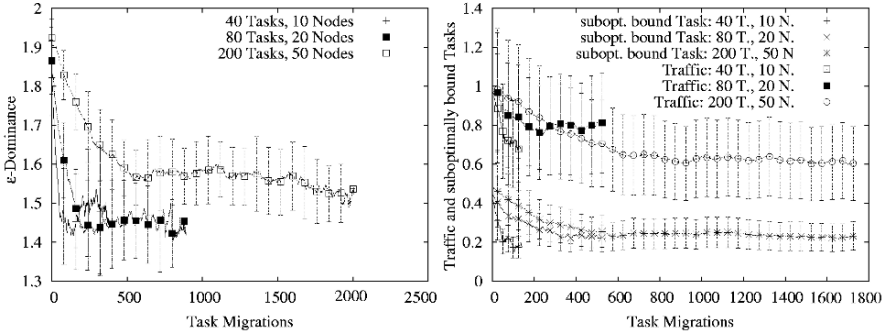 40 Tasks, 10 Nodes
80 Tasks, 20 Nodes
200 Tasks, 50 Nodes
2
1.9
1.8
1.7
1.6
1.5
1.4
1.3
ε-Dominance
0 500 1000 1500 2000 2500
Task Migrations
subopt. bound Task: 40 T., 10 N.
subopt. bound Task: 80 T., 20 N.
subopt. bound Task: 200 T., 50 N
Traffic: 40 T., 10 N.
Traffic: 80 T., 20 N.
Traffic: 200 T., 50 N.
1.4
1.2
1
0.8
0.6
0.4
0.2
0
Traffic and suboptimally bound Tasks
0 200 400 600 800 1000 1200 1400 1600 1800
Task Migrations